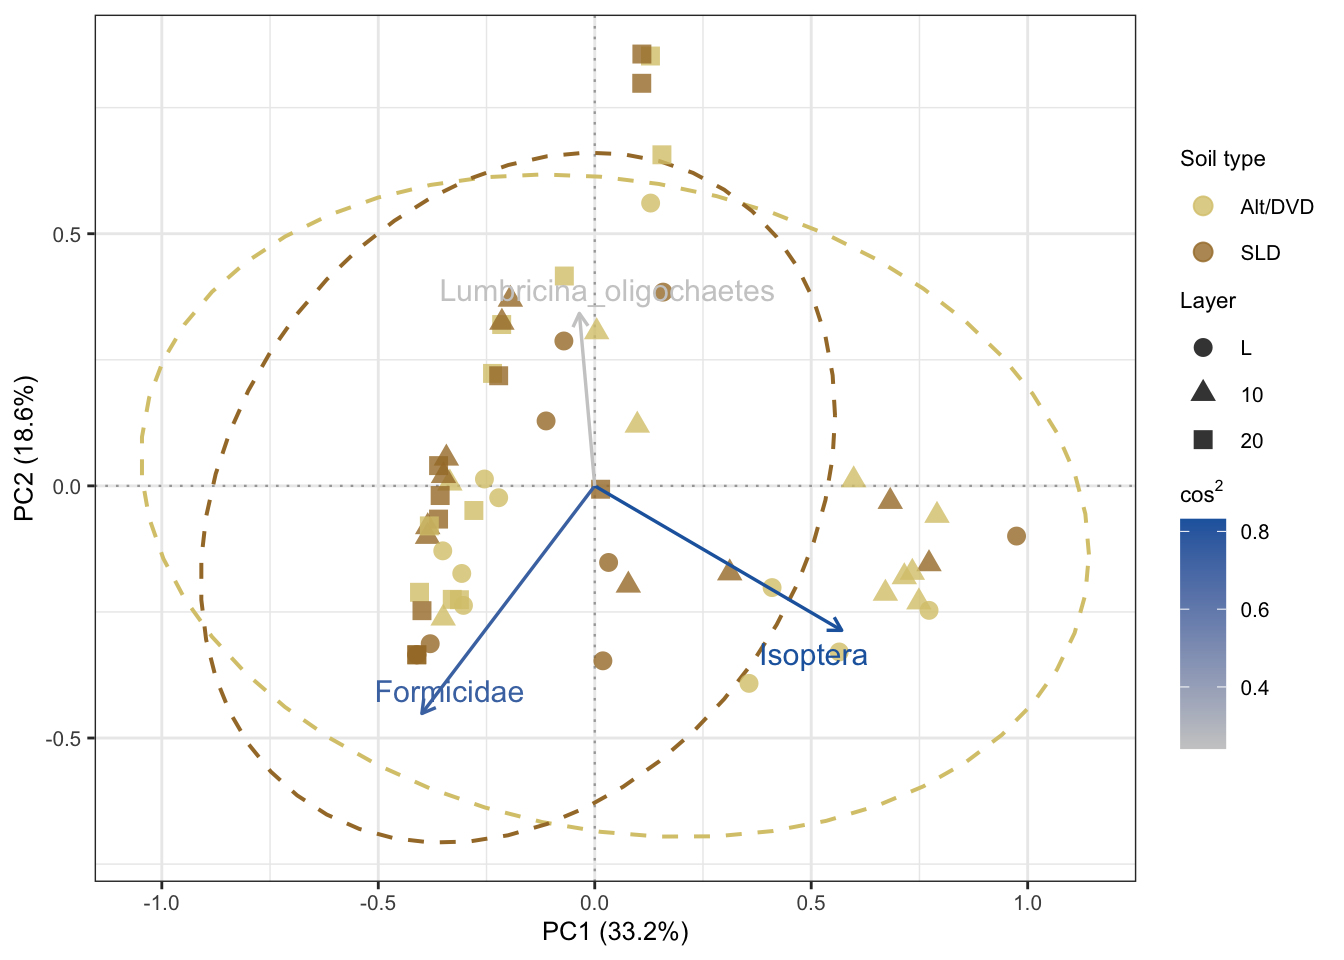 0.5
0.0
-0.5
PC2 (18.6%)
Lumbricina_oligochaetes
Isoptera
Formicidae
-1.0 -0.5 0.0 0.5 1.0
PC1 (33.2%)
Soil type
Alt/DVD
SLD
Layer
L
10
20
cos²
0.8
0.6
0.4